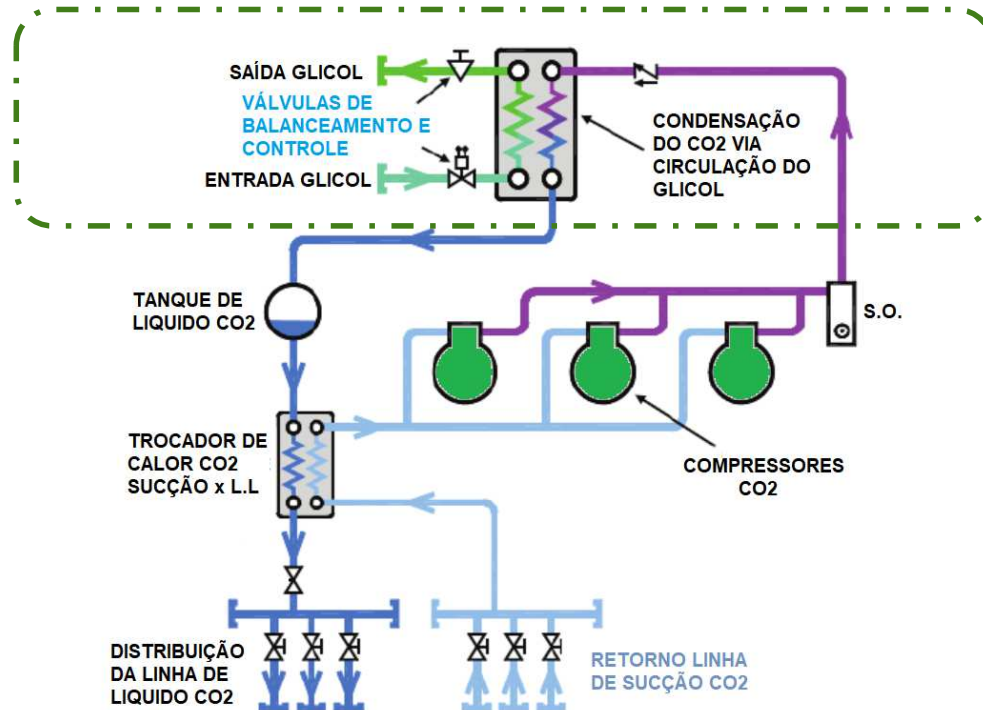 SAÍDA GLICOL
VÁLVULAS DE
BALANCEAMENTO E
CONTROLE
ENTRADA GLICOL
CONDENSAÇÃO
DO CO2 VIA
CIRCULAÇÃO DO
GLICOL
TANQUE DE
LIQUIDO CO2
S.O.
TROCADOR DE
CALOR CO2
SUCÇÃO x L.L
COMPRESSORES
CO2
DISTRIBUIÇÃO
DA LINHA DE
LIQUIDO CO2
RETORNO LINHA
DE SUCÇÃO CO2